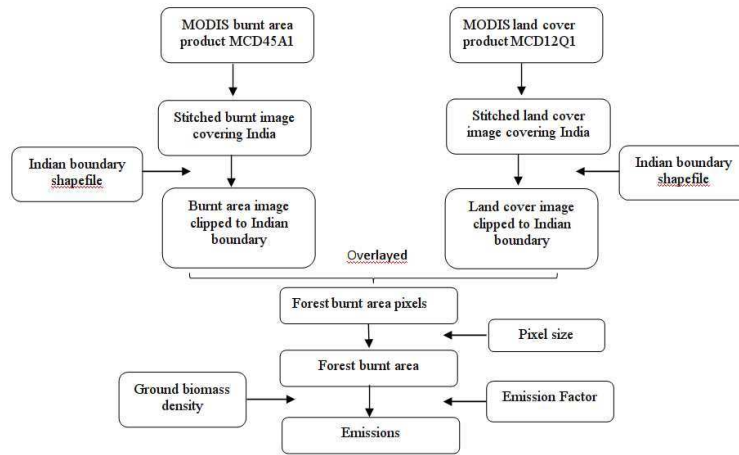 MODIS burnt area
product MCD45A1
MODIS land cover
product MCD12Q1
Stitched burnt image
covering India
Stitched land cover
image covering India
Indian boundary
shapefile
Indian boundary
shapefile
Burnt area image
clipped to Indian
boundary
Land cover image
clipped to Indian
boundary
Overlayed
Forest burnt area pixels
Pixel size
Forest burnt area
Ground biomass
density
Emission Factor
Emissions